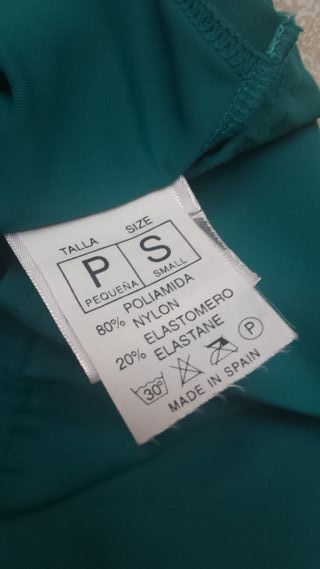 TALLA SIZE
P S
PEQUEÑA SMALL
80% POLIAMIDA
NYLON
20% ELASTOMERO
ELASTANE
30° P
MADE IN SPAIN